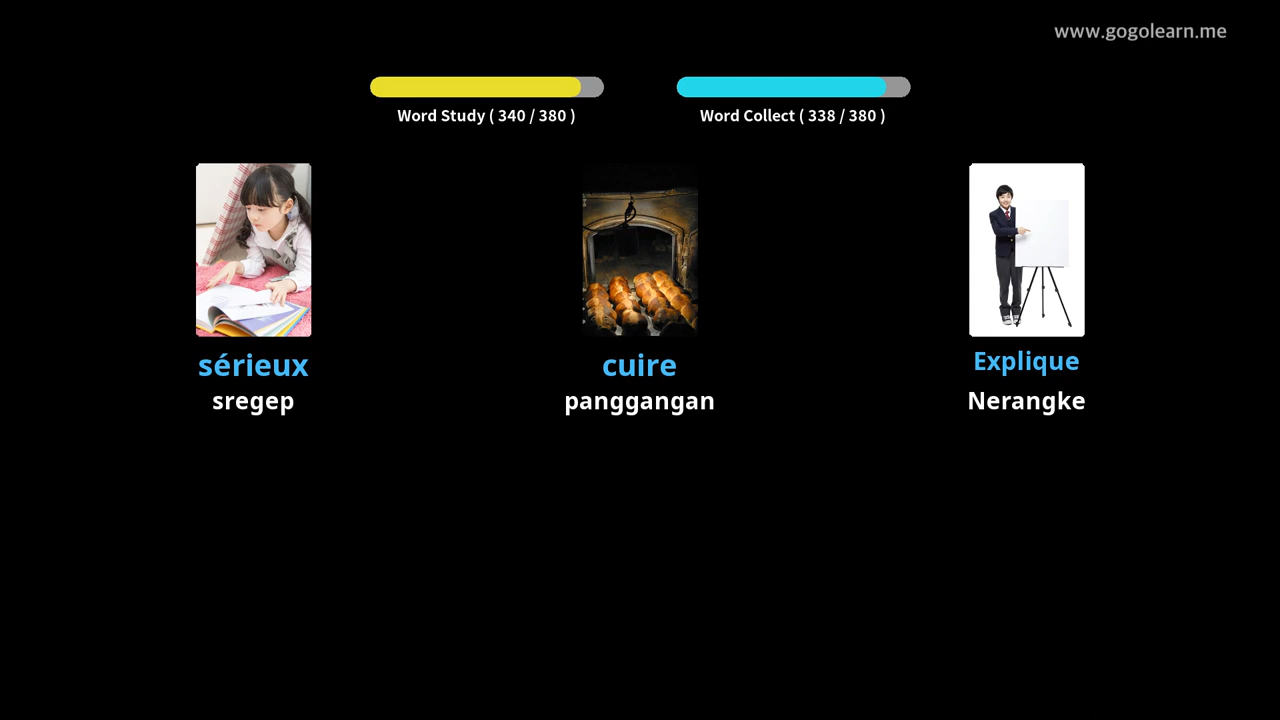 www.gogolearn.me
Word Study ( 340 / 380 )
Word Collect ( 338 / 380 )
sérieux
sregep
cuire
panggangan
Explique
Nerangke